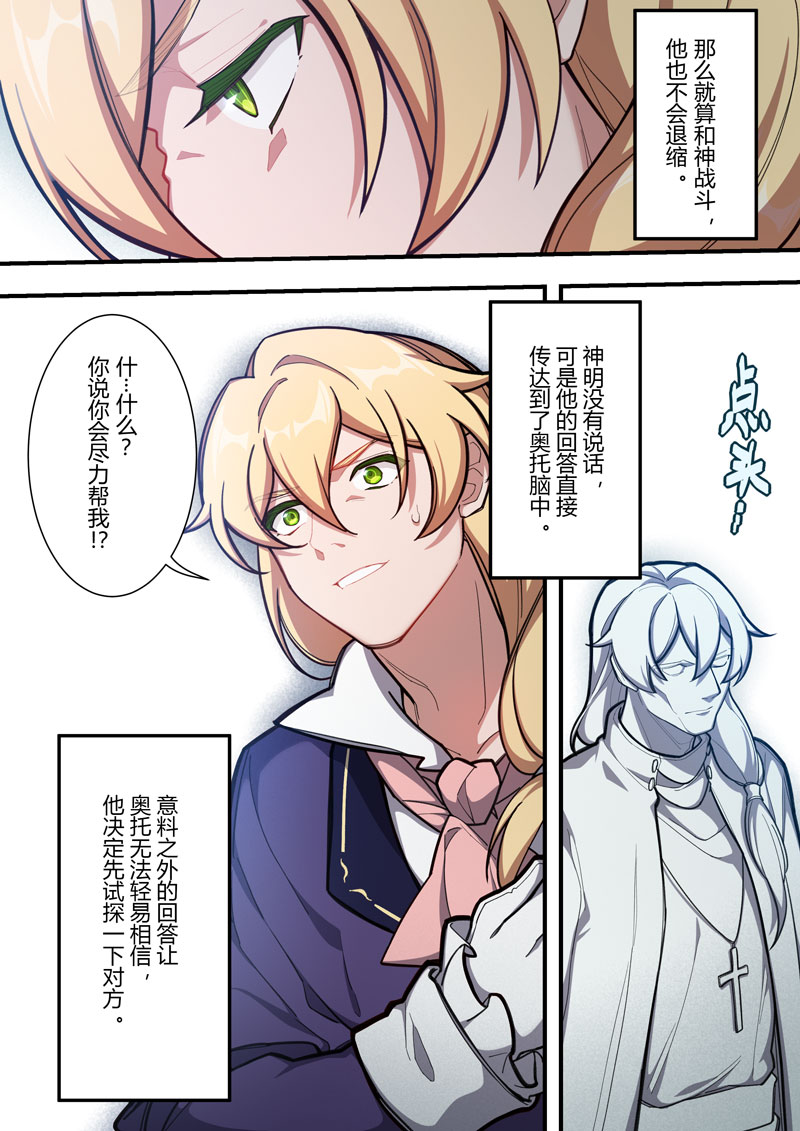 那么就算和神战斗，
他也不会退缩。
点头…
神明没有说话，
可是他的回答直接
传达到了奥托脑中。
什…什么？
你说你会尽力帮我!?
意料之外的回答让
奥托无法轻易相信，
他决定先试探一下对方。